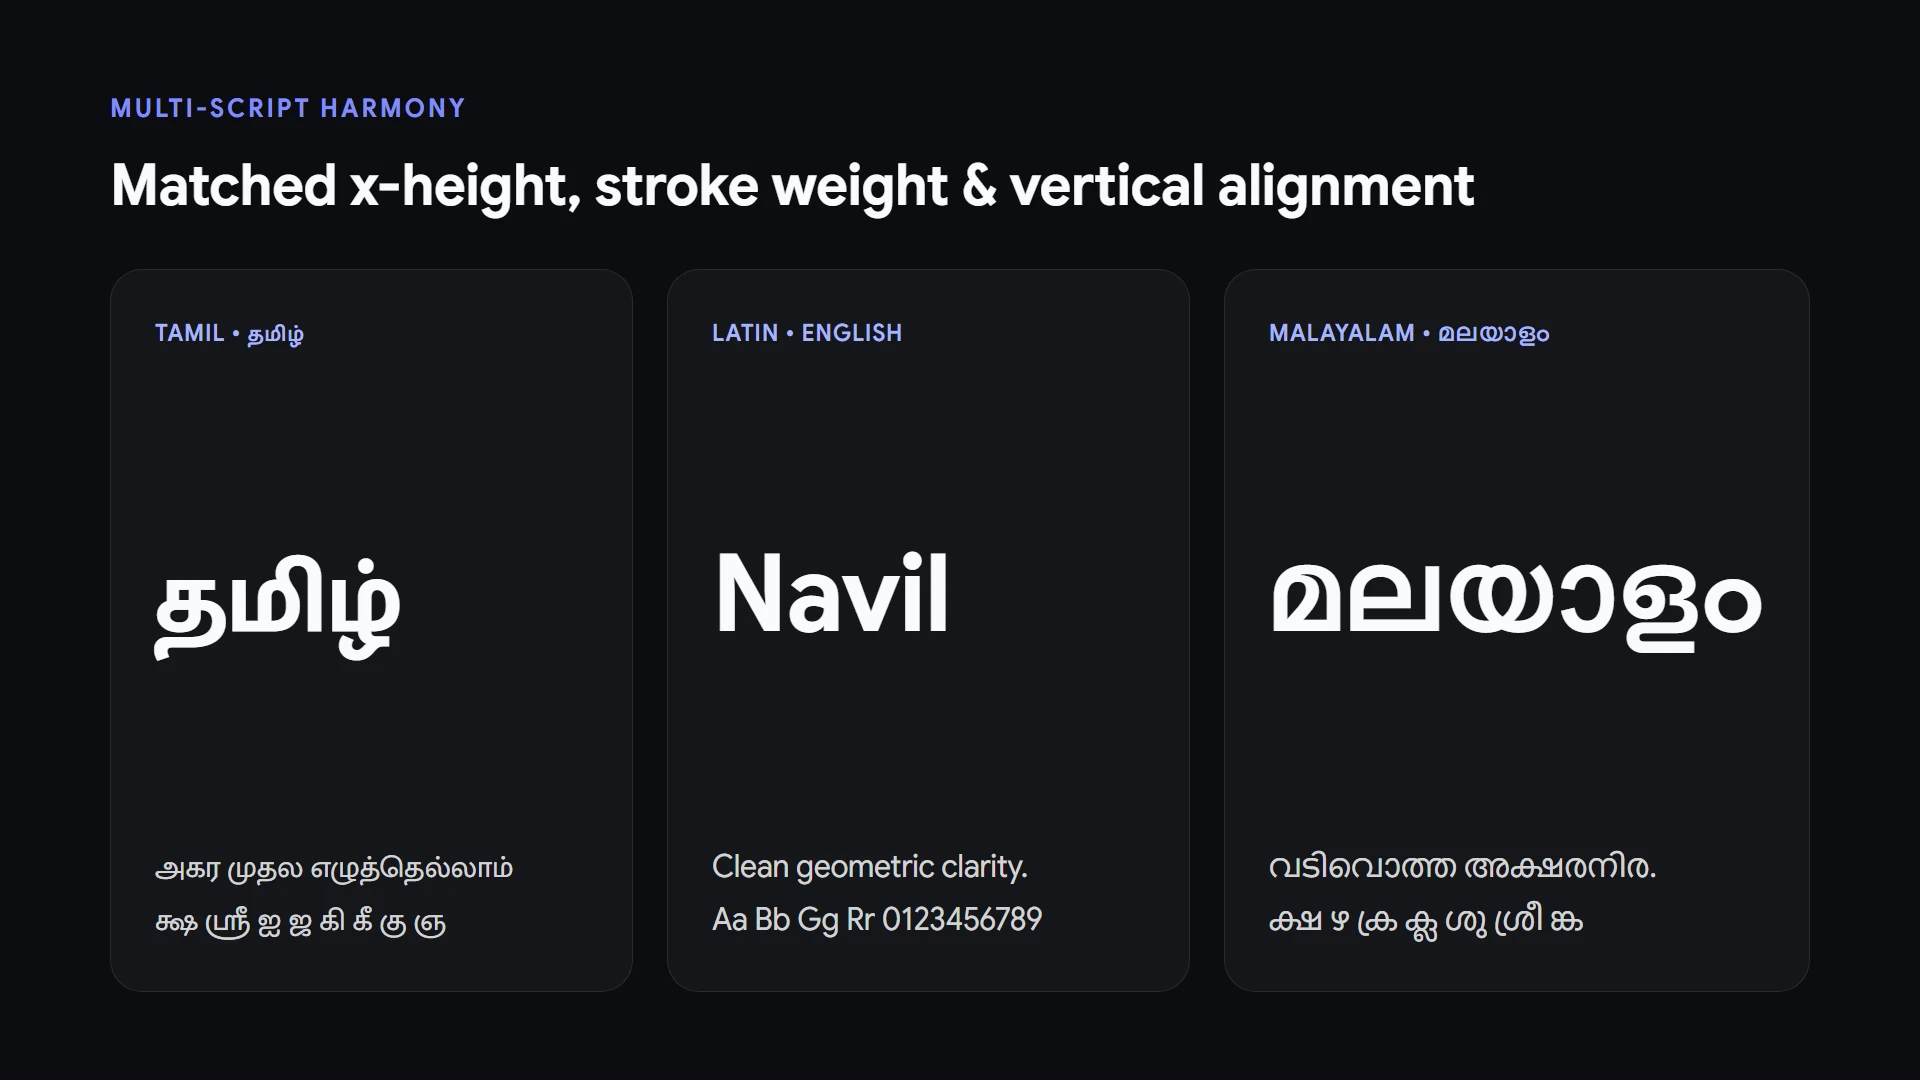 MULTI-SCRIPT HARMONY
Matched x-height, stroke weight & vertical alignment
TAMIL • தமிழ்
தமிழ்
அகர முதல எழுத்தெல்லாம்
க்ஷ ஸ்ரீ ஐ ஜ கி கீ கு ஞ
LATIN • ENGLISH
Navil
Clean geometric clarity.
Aa Bb Gg Rr 0123456789
MALAYALAM • മലയാളം
മലയാളം
വടിവൊത്ത അക്ഷരനിര.
ക്ഷ ഴ ക്ര ക്ല ശു ശ്രീ ങ്ക